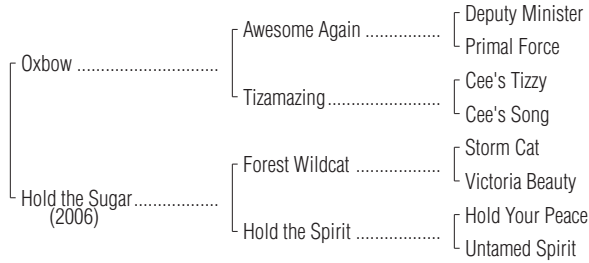 Deputy Minister
Awesome Again ..................
Primal Force
Oxbow ..............................
Cee's Tizzy
Tizamazing........................
Cee's Song
Storm Cat
Forest Wildcat ..................
Victoria Beauty
Hold the Sugar..................
(2006)
Hold Your Peace
Hold the Spirit ..................
Untamed Spirit